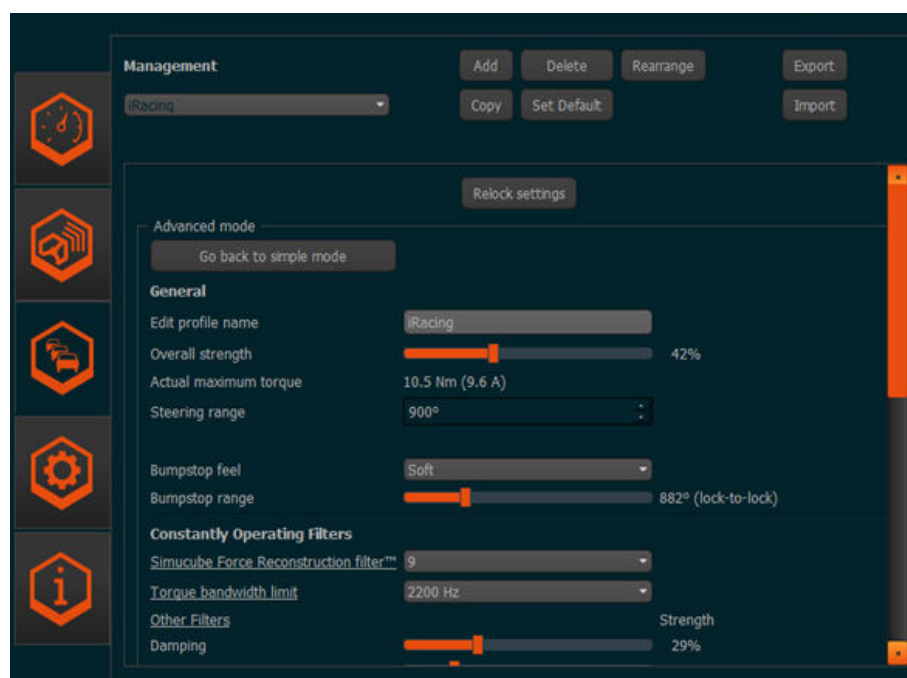 Management Add Delete Rearrange Export
iRacing Copy Set Default Import
Relock settings
Advanced mode
Go back to simple mode
General
Edit profile name iRacing
Overall strength 42%
Actual maximum torque 10.5 Nm (9.6 A)
Steering range 900°
Bumpstop feel Soft
Bumpstop range 882° (lock-to-lock)
Constantly Operating Filters
Simucube Force Reconstruction filter™ 9
Torque bandwidth limit 2200 Hz
Other Filters Strength
Damping 29%